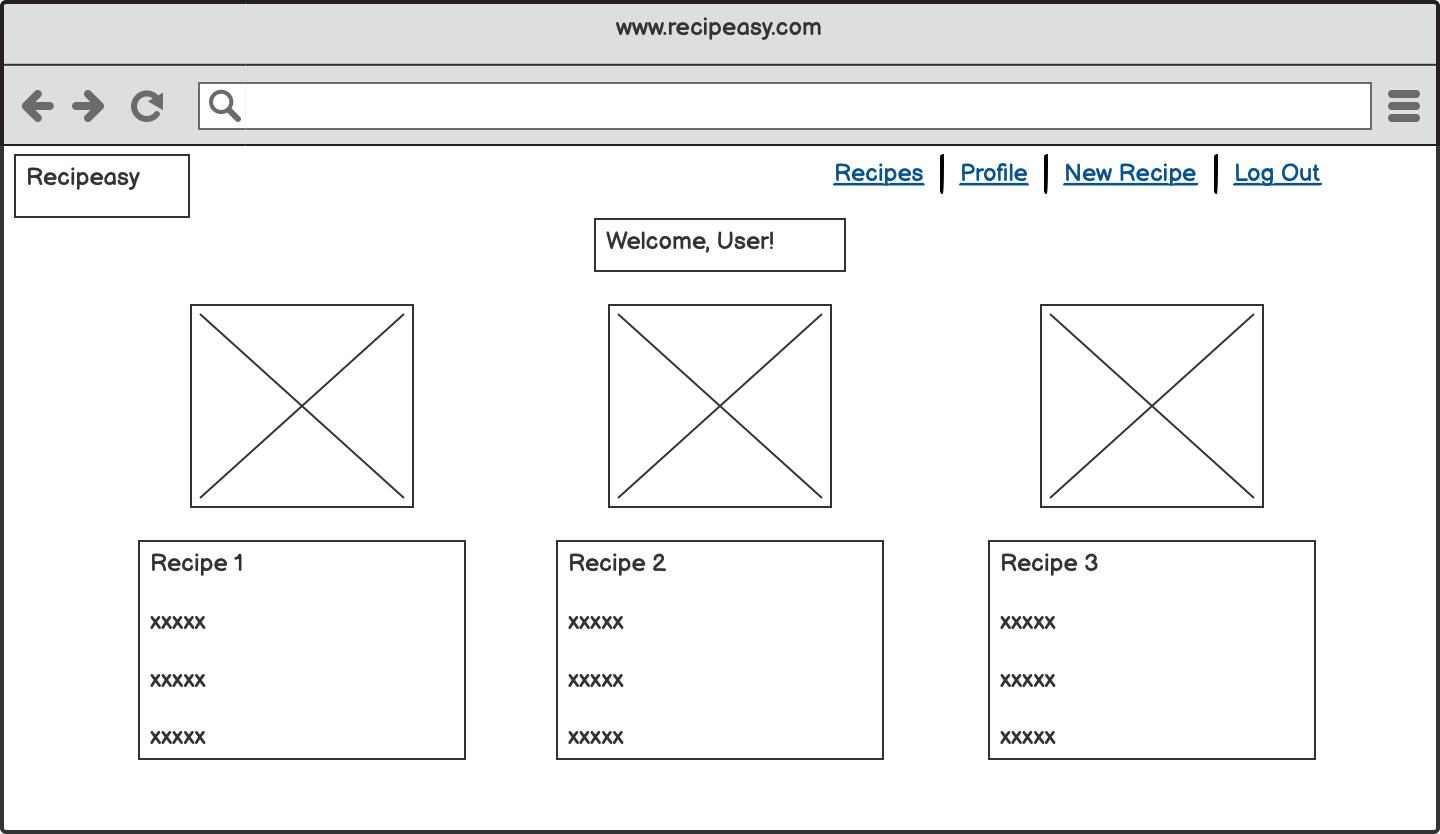 www.recipeasy.com
Recipeasy
Recipes Profile New Recipe Log Out
Welcome, User!
Recipe 1
xxxxx
xxxxx
xxxxx
Recipe 2
xxxxx
xxxxx
xxxxx
Recipe 3
xxxxx
xxxxx
xxxxx